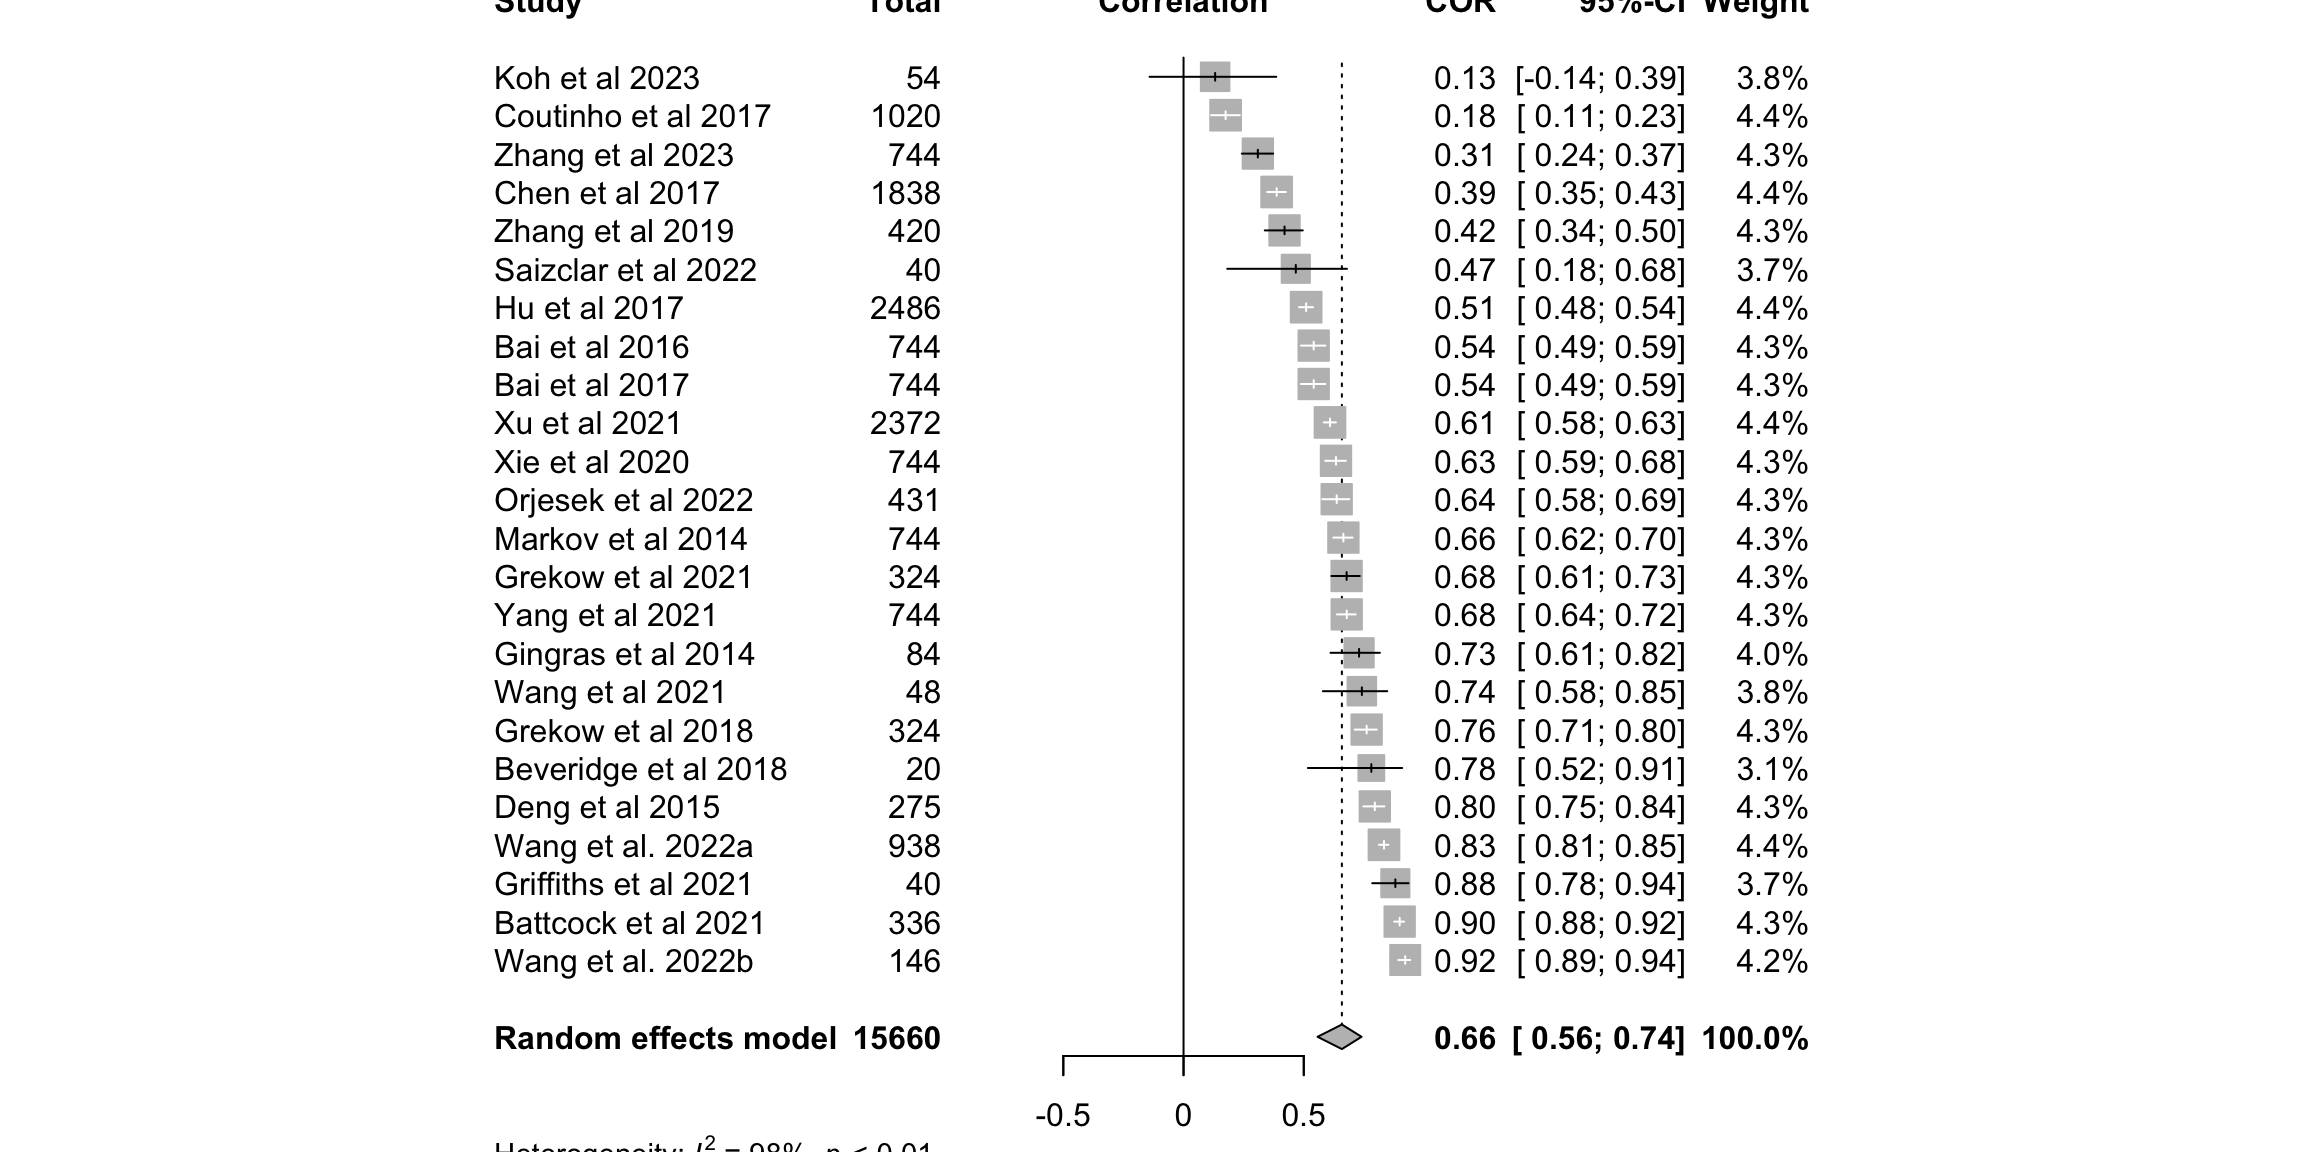 Study Total Correlation COR 95%-CI Weight
Koh et al 2023 54 0.13 [-0.14; 0.39] 3.8%
Coutinho et al 2017 1020 0.18 [ 0.11; 0.23] 4.4%
Zhang et al 2023 744 0.31 [ 0.24; 0.37] 4.3%
Chen et al 2017 1838 0.39 [ 0.35; 0.43] 4.4%
Zhang et al 2019 420 0.42 [ 0.34; 0.50] 4.3%
Saizclar et al 2022 40 0.47 [ 0.18; 0.68] 3.7%
Hu et al 2017 2486 0.51 [ 0.48; 0.54] 4.4%
Bai et al 2016 744 0.54 [ 0.49; 0.59] 4.3%
Bai et al 2017 744 0.54 [ 0.49; 0.59] 4.3%
Xu et al 2021 2372 0.61 [ 0.58; 0.63] 4.4%
Xie et al 2020 744 0.63 [ 0.59; 0.68] 4.3%
Orjesek et al 2022 431 0.64 [ 0.58; 0.69] 4.3%
Markov et al 2014 744 0.66 [ 0.62; 0.70] 4.3%
Grekow et al 2021 324 0.68 [ 0.61; 0.73] 4.3%
Yang et al 2021 744 0.68 [ 0.64; 0.72] 4.3%
Gingras et al 2014 84 0.73 [ 0.61; 0.82] 4.0%
Wang et al 2021 48 0.74 [ 0.58; 0.85] 3.8%
Grekow et al 2018 324 0.76 [ 0.71; 0.80] 4.3%
Beveridge et al 2018 20 0.78 [ 0.52; 0.91] 3.1%
Deng et al 2015 275 0.80 [ 0.75; 0.84] 4.3%
Wang et al. 2022a 938 0.83 [ 0.81; 0.85] 4.4%
Griffiths et al 2021 40 0.88 [ 0.78; 0.94] 3.7%
Battcock et al 2021 336 0.90 [ 0.88; 0.92] 4.3%
Wang et al. 2022b 146 0.92 [ 0.89; 0.94] 4.2%
Random effects model 15660 0.66 [ 0.56; 0.74] 100.0%
-0.5 0 0.5
Heterogeneity: I² = 98%, p < 0.01